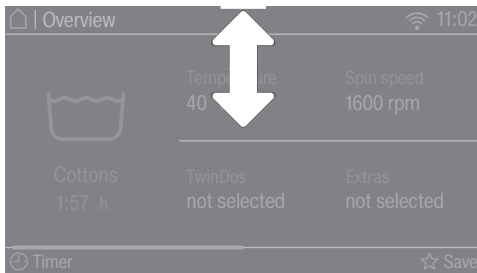 | Overview 11:02
Temperature Spin speed
40 1600 rpm
Cottons
1:57 h
TwinDos Extras
not selected not selected
Timer Save